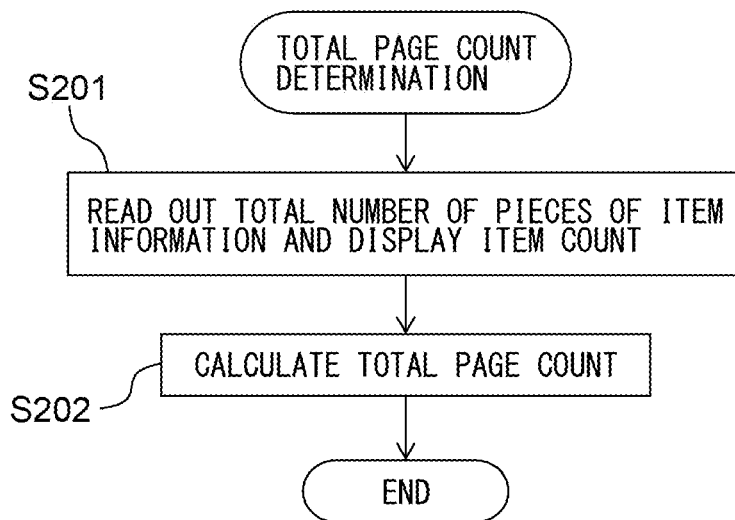 TOTAL PAGE COUNT
DETERMINATION
S201
READ OUT TOTAL NUMBER OF PIECES OF ITEM
INFORMATION AND DISPLAY ITEM COUNT
CALCULATE TOTAL PAGE COUNT
S202
END